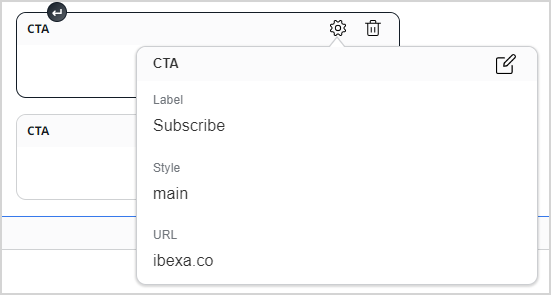 CTA
CTA
Label
Subscribe
CTA
Style
main
URL
ibexa.co